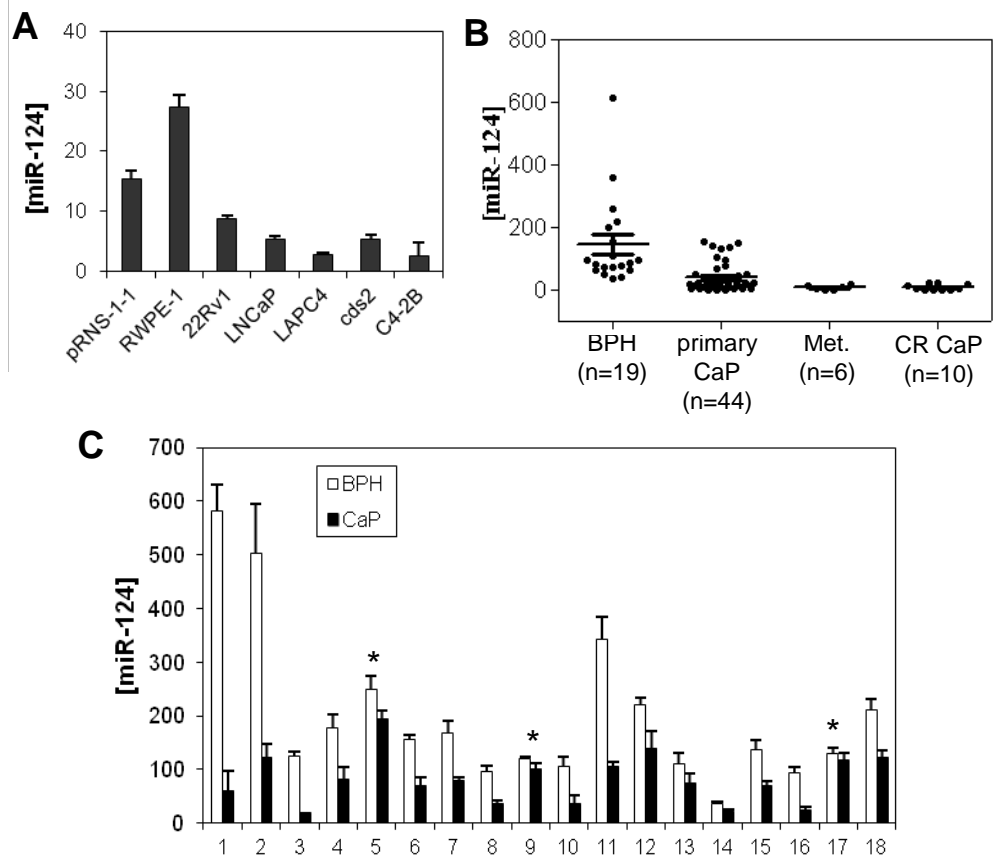 A
40
30
20
10
0
[miR-124]
pRNS-1-1
RWPE-1
22Rv1
LNCaP
LAPC4
cds2
C4-2B
B
800
600
400
200
0
[miR-124]
BPH
(n=19)
primary
CaP
(n=44)
Met.
(n=6)
CR CaP
(n=10)
C
700
600
500
400
300
200
100
0
[miR-124]
BPH
CaP
* * *
1 2 3 4 5 6 7 8 9 10 11 12 13 14 15 16 17 18